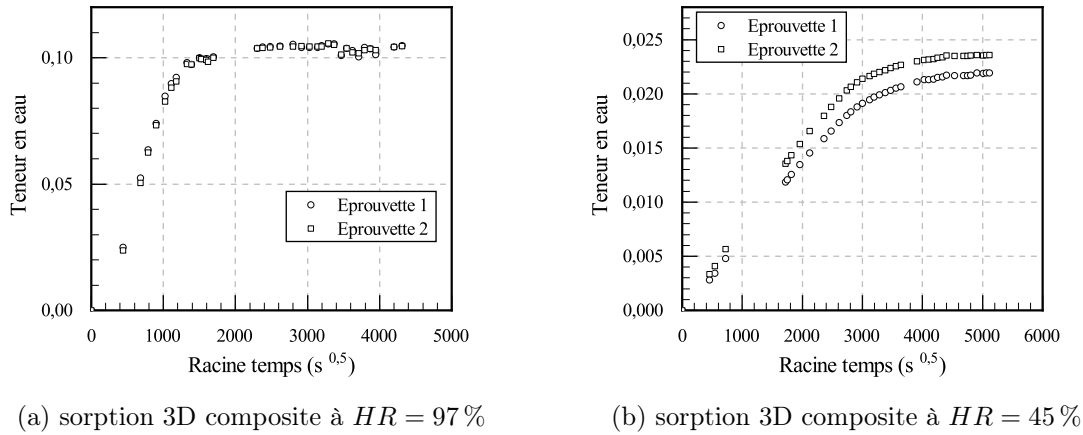 Teneur en eau
0,10
0,05
0,00
Eprouvette 1
Eprouvette 2
0 1000 2000 3000 4000 5000
Racine temps (s 0,5)
(a) sorption 3D composite à HR = 97 %
Teneur en eau
0,025
0,020
0,015
0,010
0,005
0,000
Eprouvette 1
Eprouvette 2
0 1000 2000 3000 4000 5000 6000
Racine temps (s 0,5)
(b) sorption 3D composite à HR = 45 %